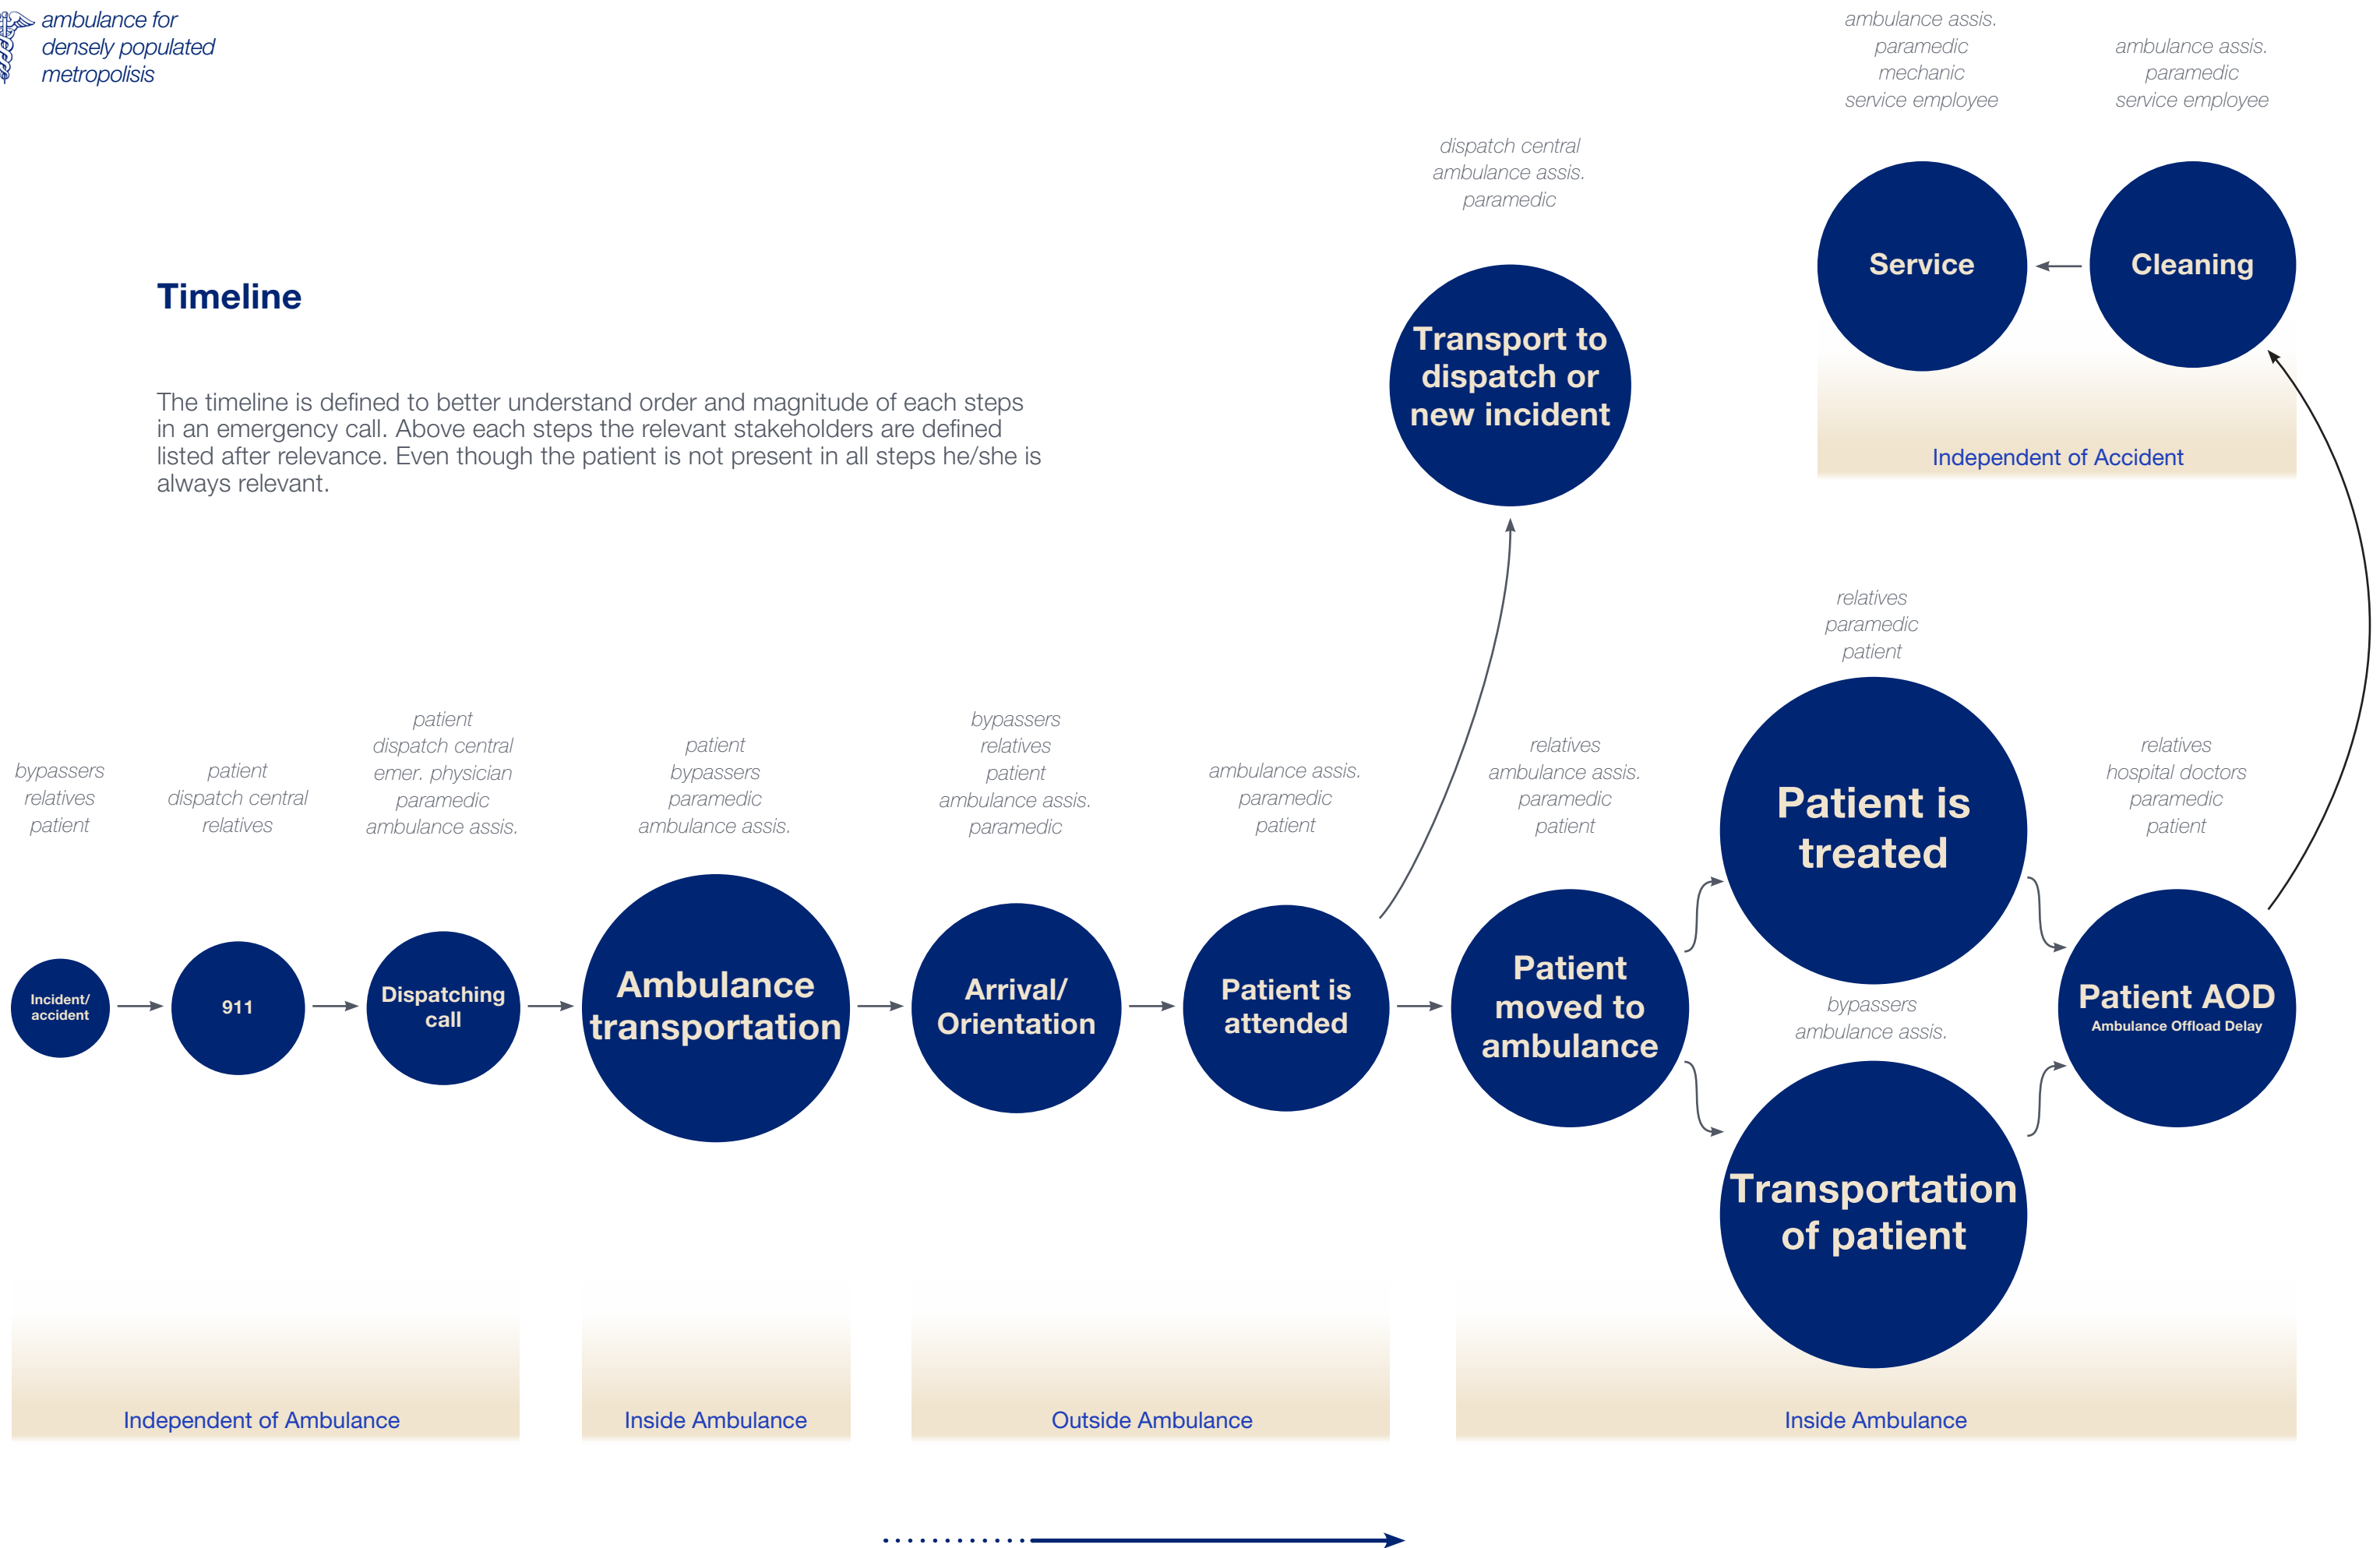 ambulance for
densely populated
metropolisis
Timeline
The timeline is defined to better understand order and magnitude of each steps
in an emergency call. Above each steps the relevant stakeholders are defined
listed after relevance. Even though the patient is not present in all steps he/she is
always relevant.
bypassers
relatives
patient
Incident/
accident
patient
dispatch central
relatives
911
patient
dispatch central
emer. physician
paramedic
ambulance assis.
Dispatching
call
patient
bypassers
paramedic
ambulance assis.
Ambulance
transportation
bypassers
relatives
patient
ambulance assis.
paramedic
Arrival/
Orientation
ambulance assis.
paramedic
patient
Patient is
attended
dispatch central
ambulance assis.
paramedic
Transport to
dispatch or
new incident
relatives
ambulance assis.
paramedic
patient
Patient
moved to
ambulance
relatives
paramedic
patient
Patient is
treated
bypassers
ambulance assis.
Transportation
of patient
relatives
hospital doctors
paramedic
patient
Patient AOD
Ambulance Offload Delay
ambulance assis.
paramedic
service employee
Cleaning
ambulance assis.
paramedic
mechanic
service employee
Service
Independent of Accident
Independent of Ambulance
Inside Ambulance
Outside Ambulance
Inside Ambulance